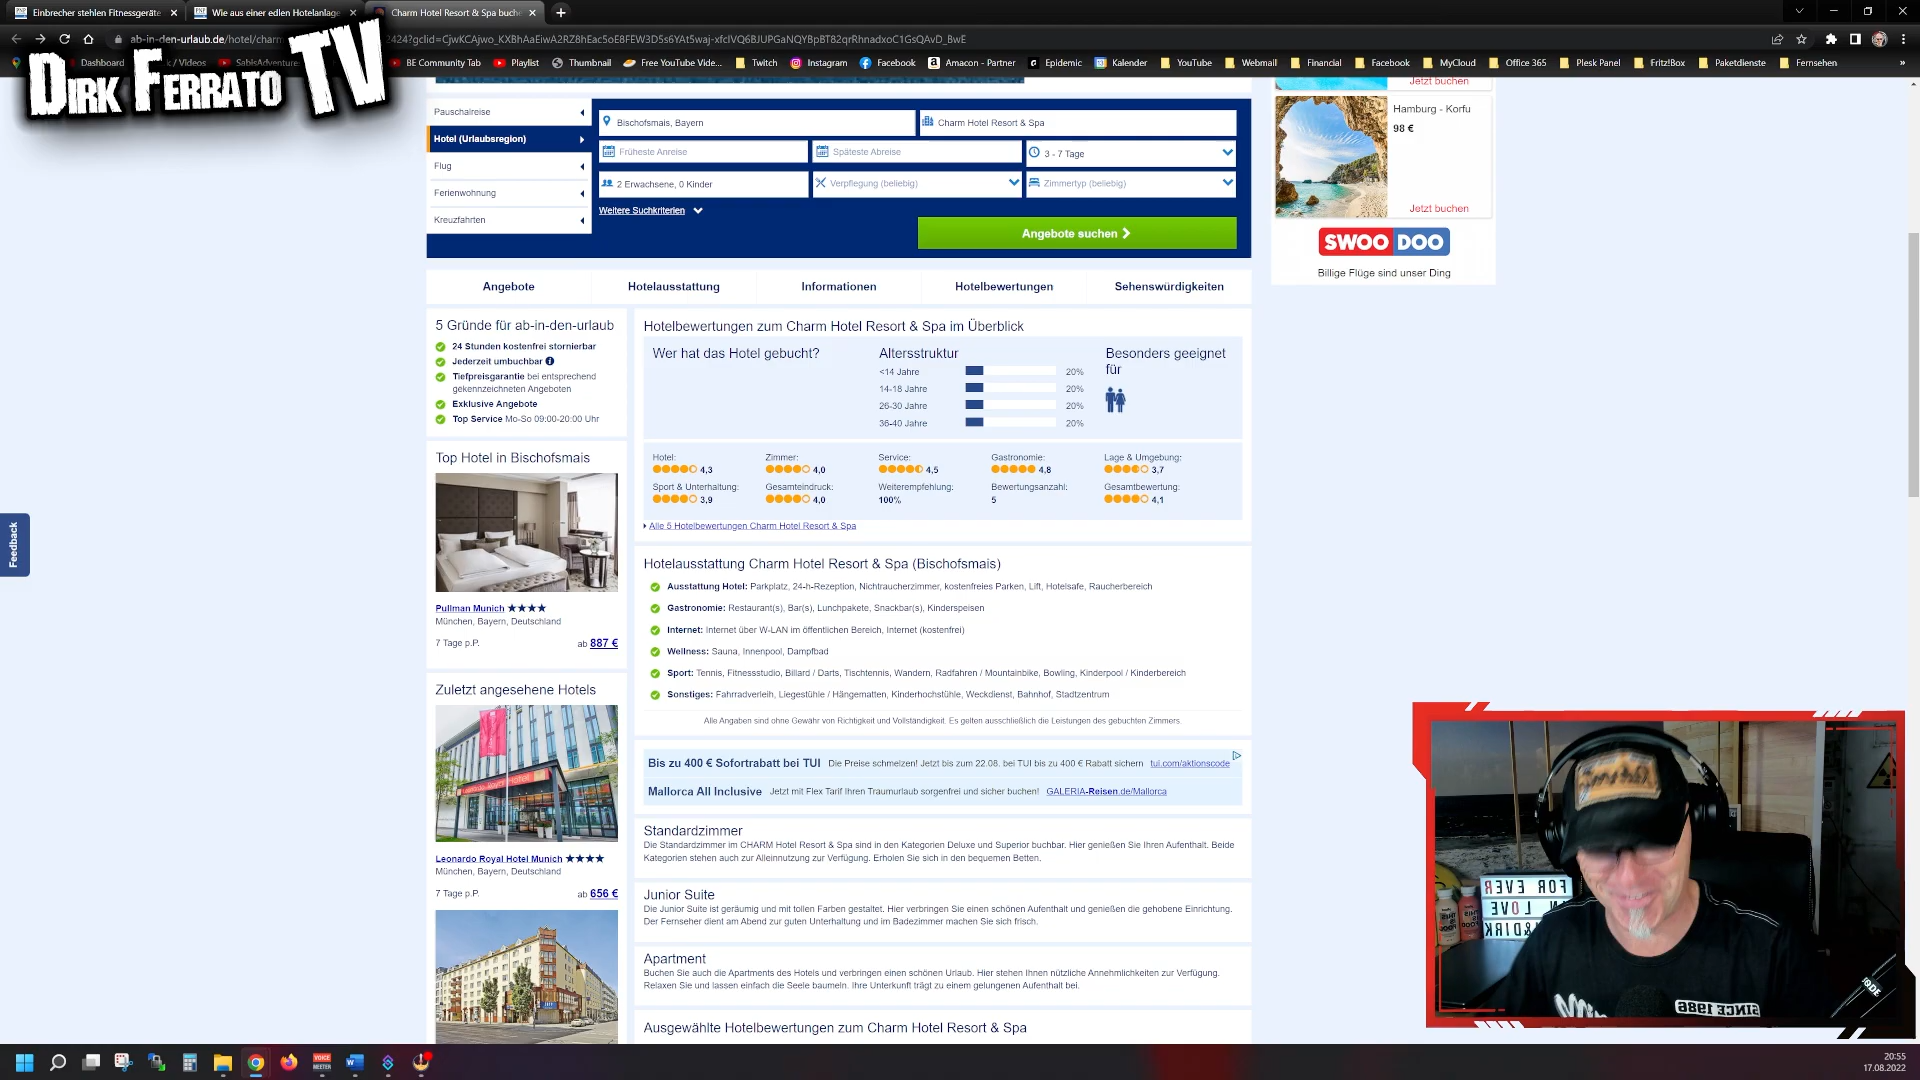 Einbrecher stehlen Fitnessgeräte
Wie aus einer edlen Hotelanlage
Charm Hotel Resort & Spa buche
ab-in-den-urlaub.de/hotel/charm
DIRK FERRATO TV
Dashboard
k / Videos
SabisAdventure
BE Community Tab
Playlist
Thumbnail
Free YouTube Vide...
Twitch
Instagram
Facebook
Amazon - Partner
Epidemic
Kalender
YouTube
Webmail
Financial
Facebook
MyCloud
Office 365
Plesk Panel
Fritz!Box
Paketdienste
Fernsehen
Pauschalreise
Hotel (Urlaubsregion)
Flug
Ferienwohnung
Kreuzfahrten
Bischofsmais, Bayern
Charm Hotel Resort & Spa
Früheste Anreise
Späteste Abreise
3 - 7 Tage
2 Erwachsene, 0 Kinder
Verpflegung (beliebig)
Zimmertyp (beliebig)
Weitere Suchkriterien
Angebote suchen
Jetzt buchen
Hamburg - Korfu
98 €
Jetzt buchen
SWOODOO
Billige Flüge sind unser Ding
Angebote
Hotelausstattung
Informationen
Hotelbewertungen
Sehenswürdigkeiten
5 Gründe für ab-in-den-urlaub
24 Stunden kostenfrei stornierbar
Jederzeit umbuchbar
Tiefpreisgarantie bei entsprechend
gekennzeichneten Angeboten
Exklusive Angebote
Top Service Mo-So 09:00-20:00 Uhr
Top Hotel in Bischofsmais
Pullman Munich
München, Bayern, Deutschland
7 Tage p.P.
ab 887 €
Zuletzt angesehene Hotels
Leonardo Royal Hotel Munich
München, Bayern, Deutschland
7 Tage p.P.
ab 656 €
Feedback
Hotelbewertungen zum Charm Hotel Resort & Spa im Überblick
Wer hat das Hotel gebucht?
Altersstruktur
<14 Jahre 20%
14-18 Jahre 20%
26-30 Jahre 20%
36-40 Jahre 20%
Besonders geeignet
für
Hotel: Zimmer: Service: Gastronomie: Lage & Umgebung:
4,3 4,0 4,5 4,8 3,7
Sport & Unterhaltung: Gesamteindruck: Weiterempfehlung: Bewertungsanzahl: Gesamtbewertung:
3,9 4,0 100% 5 4,1
Alle 5 Hotelbewertungen Charm Hotel Resort & Spa
Hotelausstattung Charm Hotel Resort & Spa (Bischofsmais)
Ausstattung Hotel: Parkplatz, 24-h-Rezeption, Nichtraucherzimmer, kostenfreies Parken, Lift, Hotelsafe, Raucherbereich
Gastronomie: Restaurant(s), Bar(s), Lunchpakete, Snackbar(s), Kinderspeisen
Internet: Internet über W-LAN im öffentlichen Bereich, Internet (kostenfrei)
Wellness: Sauna, Innenpool, Dampfbad
Sport: Tennis, Fitnessstudio, Billard / Darts, Tischtennis, Wandern, Radfahren / Mountainbike, Bowling, Kinderpool / Kinderbereich
Sonstiges: Fahrradverleih, Liegestühle / Hängematten, Kinderhochstühle, Weckdienst, Bahnhof, Stadtzentrum
Alle Angaben sind ohne Gewähr von Richtigkeit und Vollständigkeit. Es gelten ausschließlich die Leistungen des gebuchten Zimmers.
Bis zu 400 € Sofortrabatt bei TUI Die Preise schmelzen! Jetzt bis zum 22.08. bei TUI bis zu 400 € Rabatt sichern tui.com/aktionscode
Mallorca All Inclusive Jetzt mit Flex Tarif Ihren Traumurlaub sorgenfrei und sicher buchen! GALERIA-Reisen.de/Mallorca
Standardzimmer
Die Standardzimmer im CHARM Hotel Resort & Spa sind in den Kategorien Deluxe und Superior buchbar. Hier genießen Sie Ihren Aufenthalt. Beide
Kategorien stehen auch zur Alleinnutzung zur Verfügung. Erholen Sie sich in den bequemen Betten.
Junior Suite
Die Junior Suite ist geräumig und mit tollen Farben gestaltet. Hier verbringen Sie einen schönen Aufenthalt und genießen die gehobene Einrichtung.
Der Fernseher dient am Abend zur guten Unterhaltung und im Badezimmer machen Sie sich frisch.
Apartment
Buchen Sie auch die Apartments des Hotels und verbringen einen schönen Urlaub. Hier stehen Ihnen nützliche Annehmlichkeiten zur Verfügung.
Relaxen Sie und lassen einfach die Seele baumeln. Ihre Unterkunft trägt zu einem gelungenen Aufenthalt bei.
Ausgewählte Hotelbewertungen zum Charm Hotel Resort & Spa
FOR EVER
IN LOVE
&DIRK
SINCE 1986
VOICE
MEETER
20:55
17.08.2022